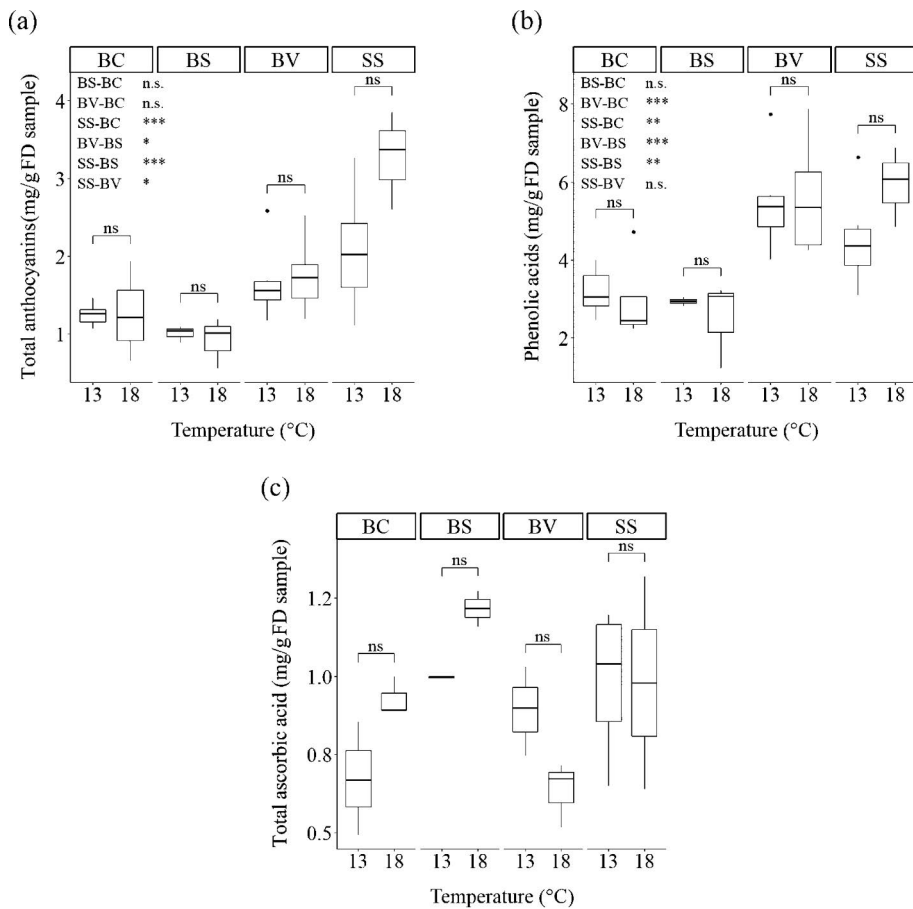 (a)
BC BS BV SS
BS-BC n.s.
BV-BC n.s.
SS-BC ***
BV-BS *
SS-BS ***
SS-BV *
ns ns ns ns
Total anthocyanins(mg/g FD sample)
4
3
2
1
13 18 13 18 13 18 13 18
Temperature (°C)
(b)
BC BS BV SS
BS-BC n.s.
BV-BC ***
SS-BC **
BV-BS ***
SS-BS **
SS-BV n.s.
ns ns ns ns
Phenolic acids (mg/g FD sample)
8
6
4
2
13 18 13 18 13 18 13 18
Temperature (°C)
(c)
BC BS BV SS
ns ns ns ns
Total ascorbic acid (mg/g FD sample)
1.2
1.0
0.8
0.5
13 18 13 18 13 18 13 18
Temperature (°C)